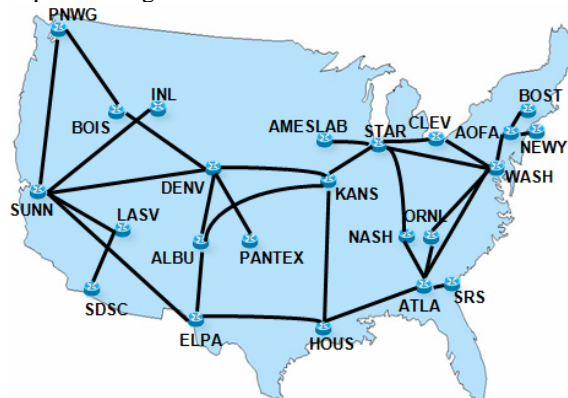 PNWG
INL
BOIS
AMESLAB
STAR
CLEV
AOFA
BOST
NEWY
DENV
KANS
WASH
SUNN
LASV
ALBU
PANTEX
NASH
ORNL
SDSC
ELPA
HOUS
ATLA
SRS